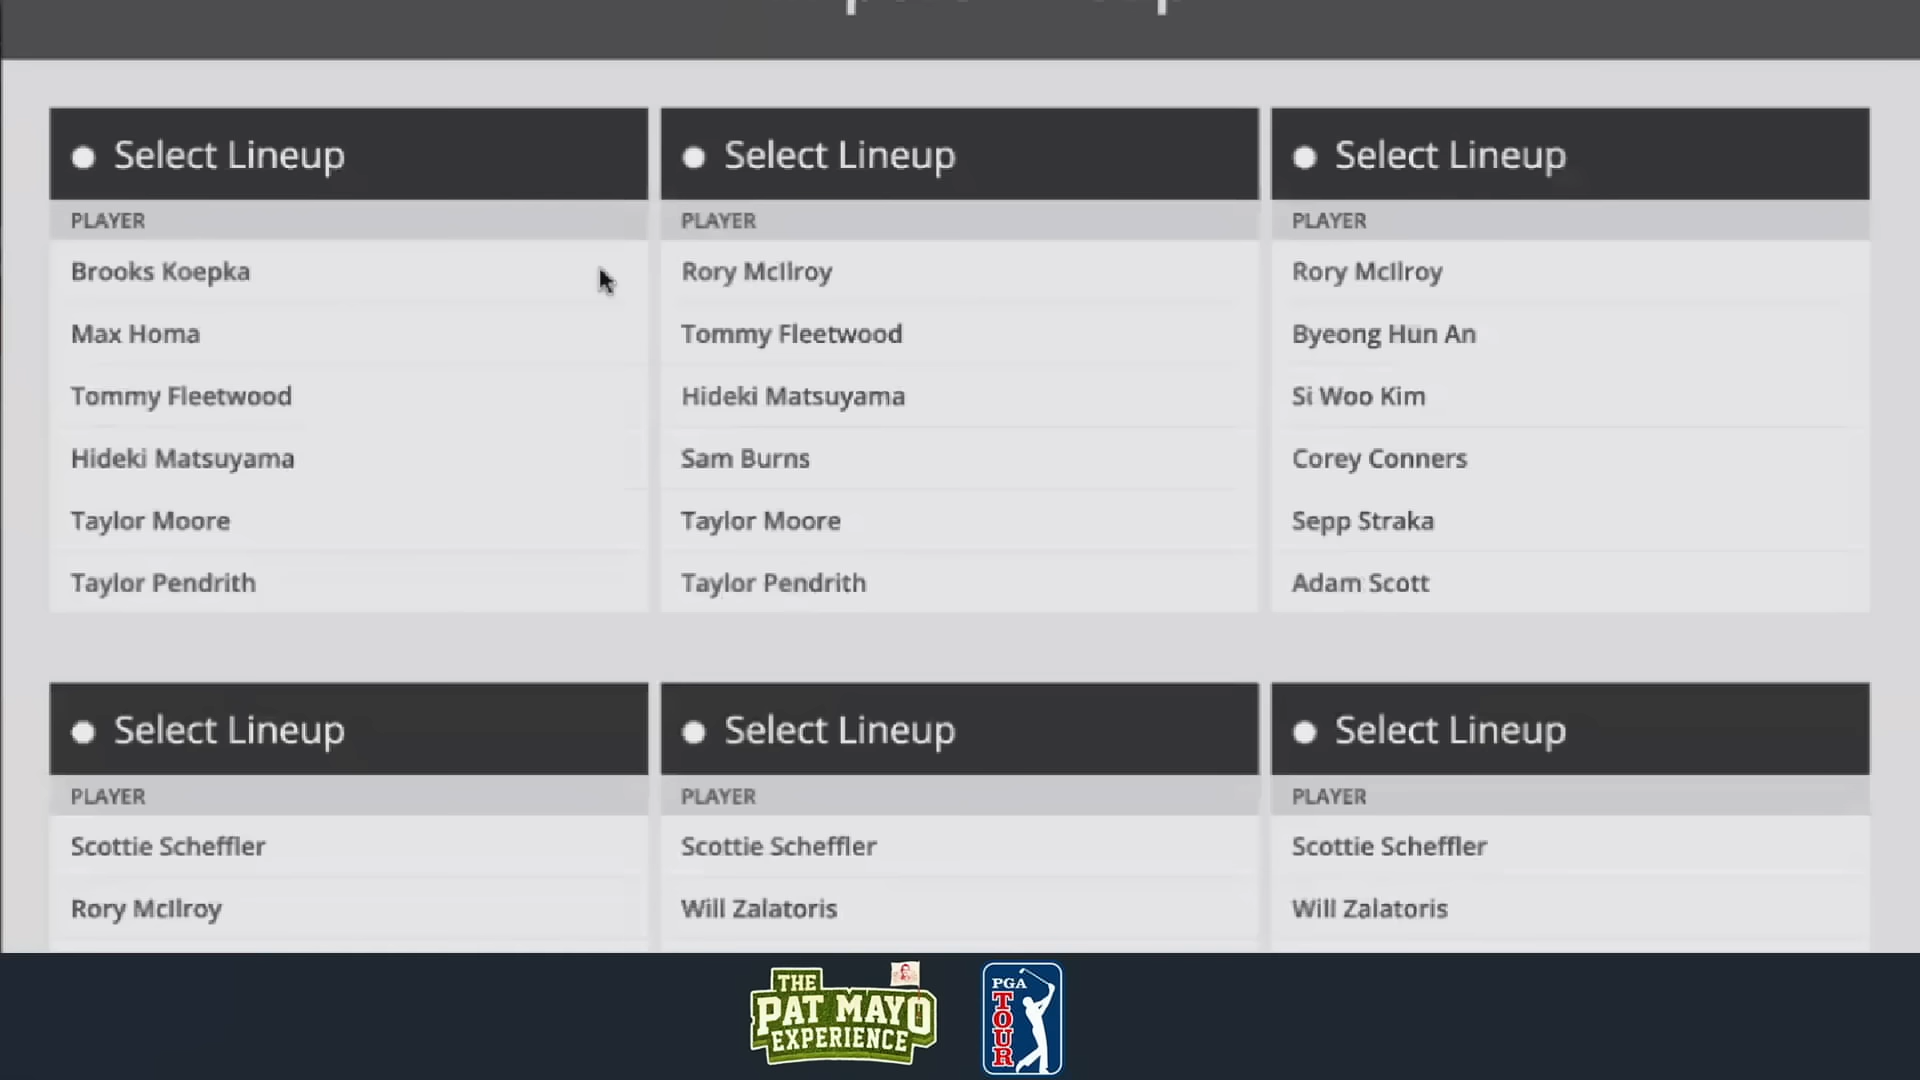 Select Lineup
PLAYER
Brooks Koepka
Max Homa
Tommy Fleetwood
Hideki Matsuyama
Taylor Moore
Taylor Pendrith
Select Lineup
PLAYER
Rory McIlroy
Tommy Fleetwood
Hideki Matsuyama
Sam Burns
Taylor Moore
Taylor Pendrith
Select Lineup
PLAYER
Rory McIlroy
Byeong Hun An
Si Woo Kim
Corey Conners
Sepp Straka
Adam Scott
Select Lineup
PLAYER
Scottie Scheffler
Rory McIlroy
Select Lineup
PLAYER
Scottie Scheffler
Will Zalatoris
Select Lineup
PLAYER
Scottie Scheffler
Will Zalatoris
THE
PAT MAYO
EXPERIENCE
PGA
TOUR